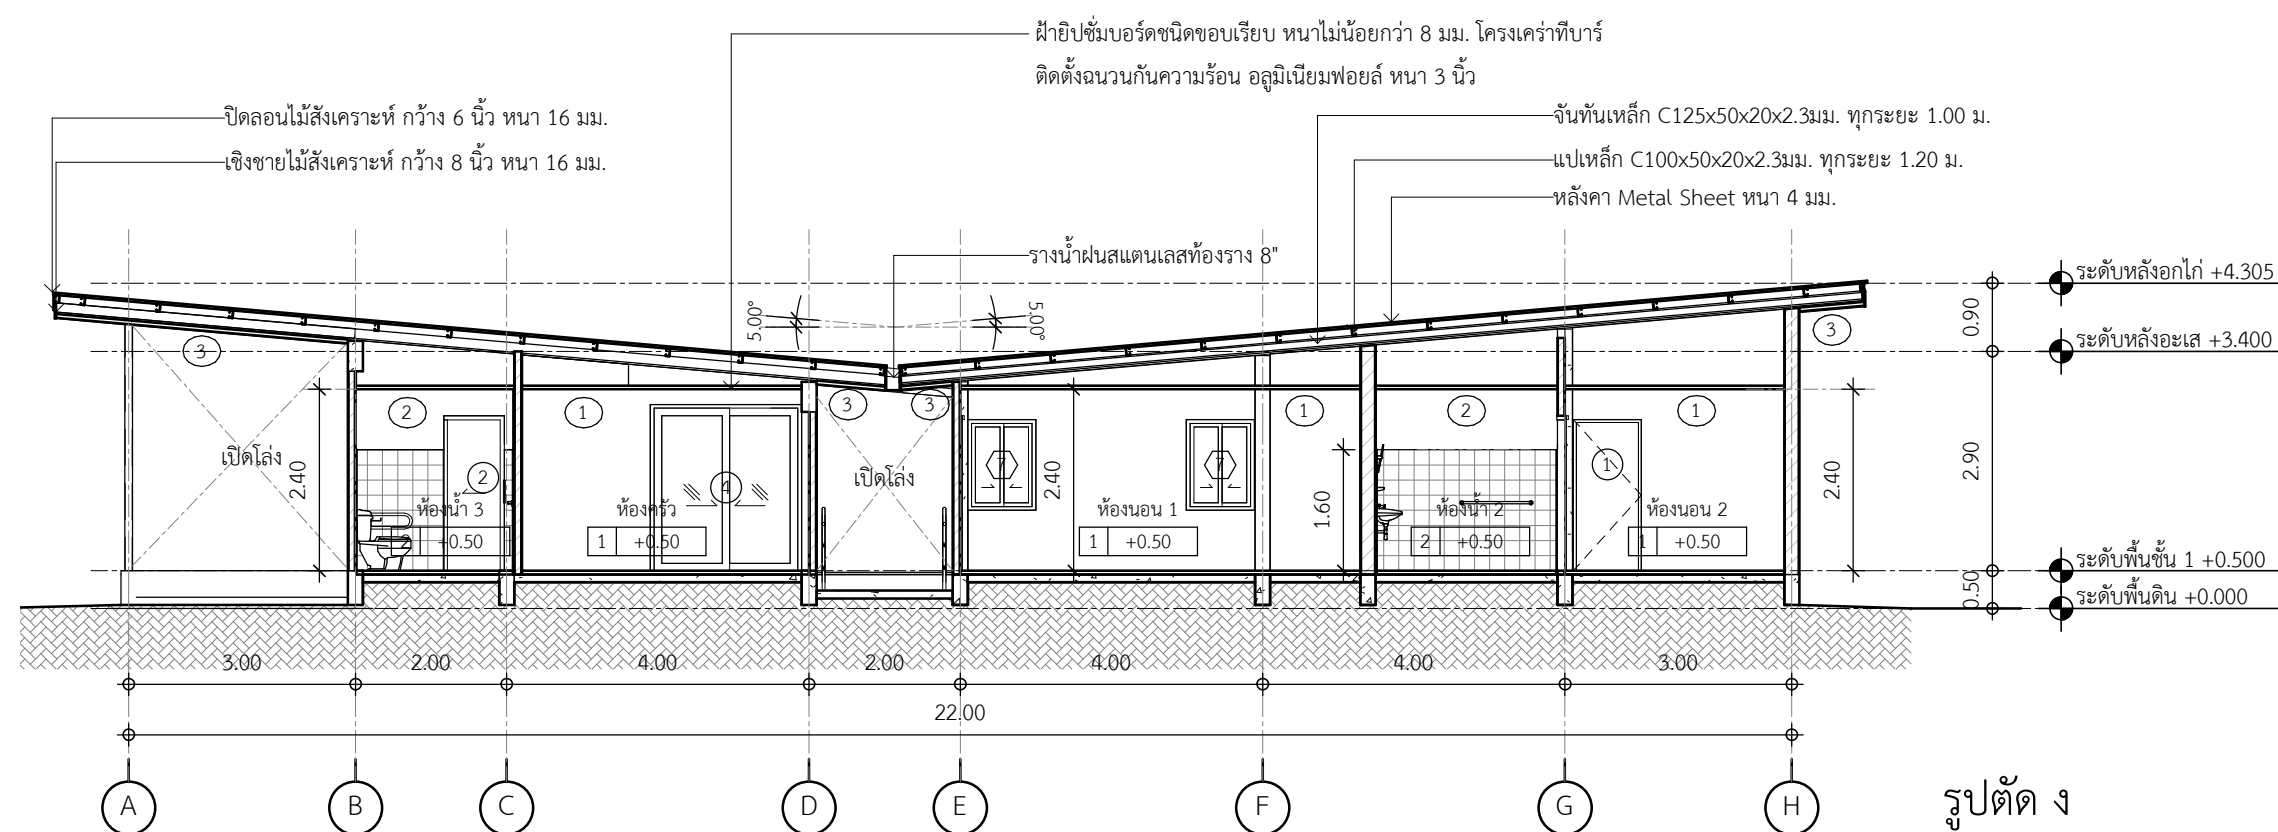 ฝ้ายิปซั่มบอร์ดชนิดขอบเรียบ หนาไม่น้อยกว่า 8 มม. โครงเคร่าทีบาร์
ติดตั้งฉนวนกันความร้อน อลูมิเนียมฟอยล์ หนา 3 นิ้ว
ปิดลอนไม้สังเคราะห์ กว้าง 6 นิ้ว หนา 16 มม.
เชิงชายไม้สังเคราะห์ กว้าง 8 นิ้ว หนา 16 มม.
จันทันเหล็ก C125x50x20x2.3มม. ทุกระยะ 1.00 ม.
แปเหล็ก C100x50x20x2.3มม. ทุกระยะ 1.20 ม.
หลังคา Metal Sheet หนา 4 มม.
รางน้ำฝนสแตนเลสท้องราง 8"
ระดับหลังอกไก่ +4.305
5.00° 5.00°
0.90
ระดับหลังอะเส +3.400
3 3
2 1 3 3 1 2 1
เปิดโล่ง 2.40 2 4 เปิดโล่ง 7 2.40 7 1.60 1 2.40 2.90
ห้องน้ำ 3 ห้องครัว ห้องนอน 1 ห้องน้ำ 2 ห้องนอน 2
2 +0.50 1 +0.50 1 +0.50 2 +0.50 1 +0.50
ระดับพื้นชั้น 1 +0.500
0.50
ระดับพื้นดิน +0.000
3.00 2.00 4.00 2.00 4.00 4.00 3.00
22.00
A B C D E F G H
รูปตัด ง